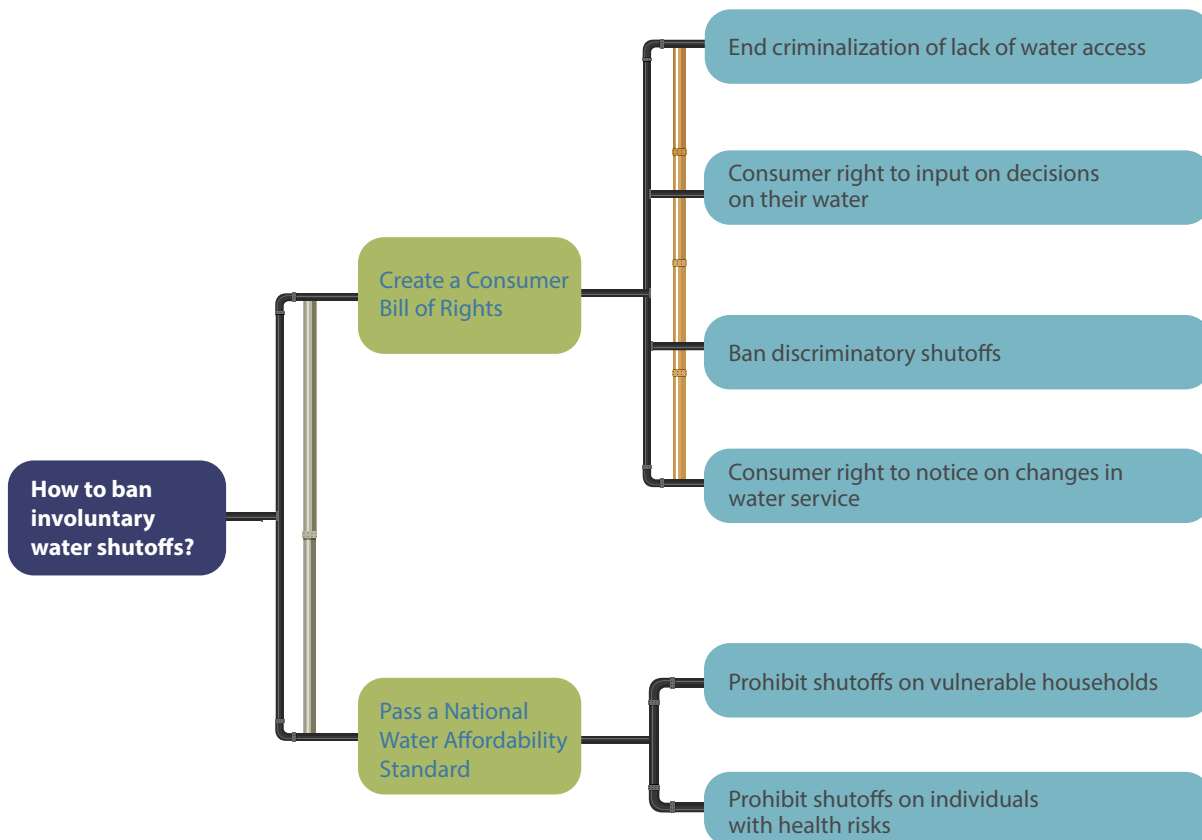 How to ban
involuntary
water shutoffs?
Create a Consumer
Bill of Rights
End criminalization of lack of water access
Consumer right to input on decisions
on their water
Ban discriminatory shutoffs
Consumer right to notice on changes in
water service
Pass a National
Water Affordability
Standard
Prohibit shutoffs on vulnerable households
Prohibit shutoffs on individuals
with health risks